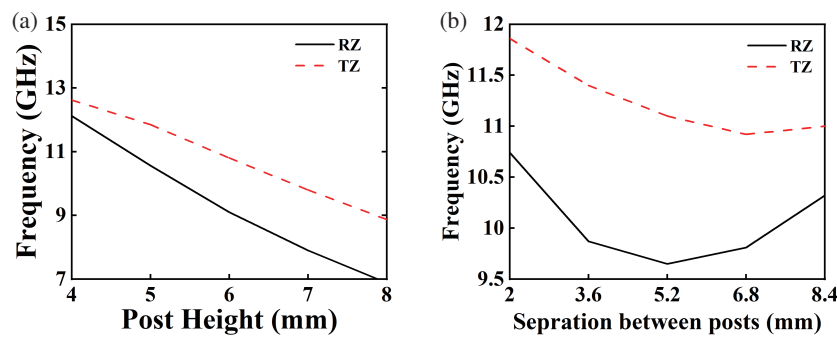 (a)
15
13
11
9
7
Frequency (GHz)
RZ
TZ
4 5 6 7 8
Post Height (mm)
(b)
12
11.5
11
10.5
10
9.5
Frequency (GHz)
RZ
TZ
2 3.6 5.2 6.8 8.4
Sepration between posts (mm)